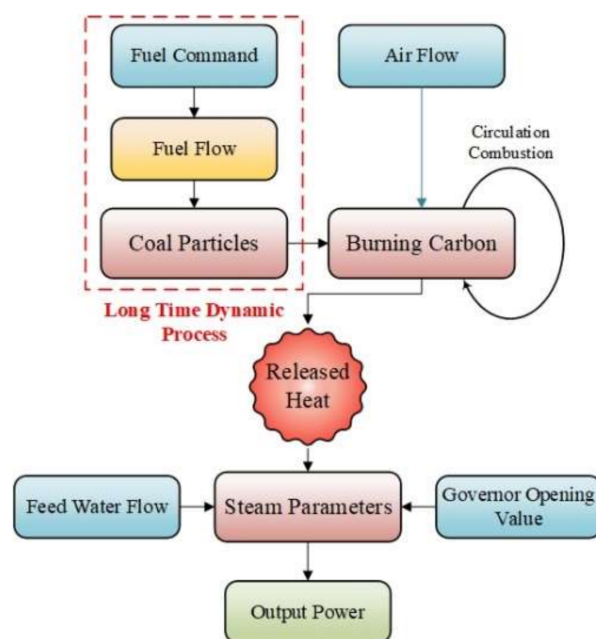 Fuel Command
Air Flow
Fuel Flow
Circulation
Combustion
Coal Particles
Burning Carbon
Long Time Dynamic
Process
Released
Heat
Feed Water Flow
Steam Parameters
Governor Opening
Value
Output Power